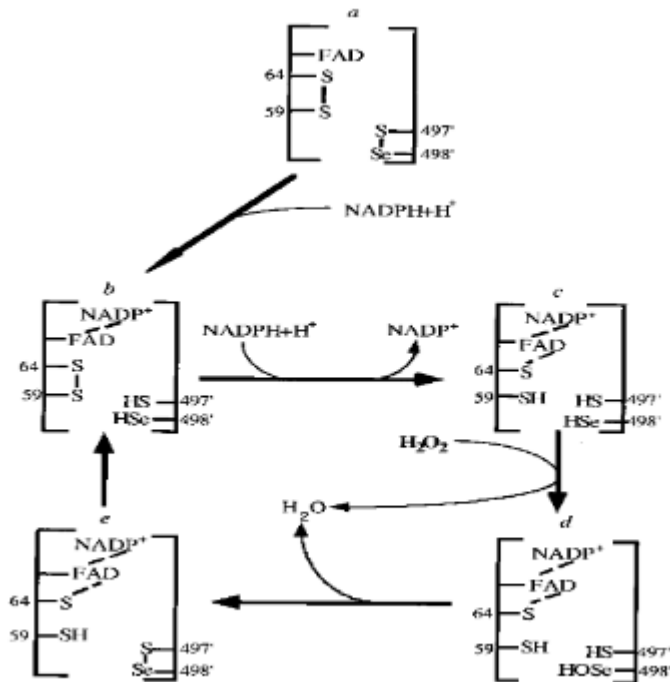 a
FAD
64 S
59 S
S 497'
Se 498'
NADPH+H+
b
NADP+
FAD
64 S
59 S
HS 497'
HSe 498'
NADPH+H+
NADP+
c
NADP+
FAD
64 S
59 SH
HS 497'
HSe 498'
H2O2
H2O
d
NADP+
FAD
64 S
59 SH
HS 497'
HOSe 498'
e
NADP+
FAD
64 S
59 SH
S 497'
Se 498'